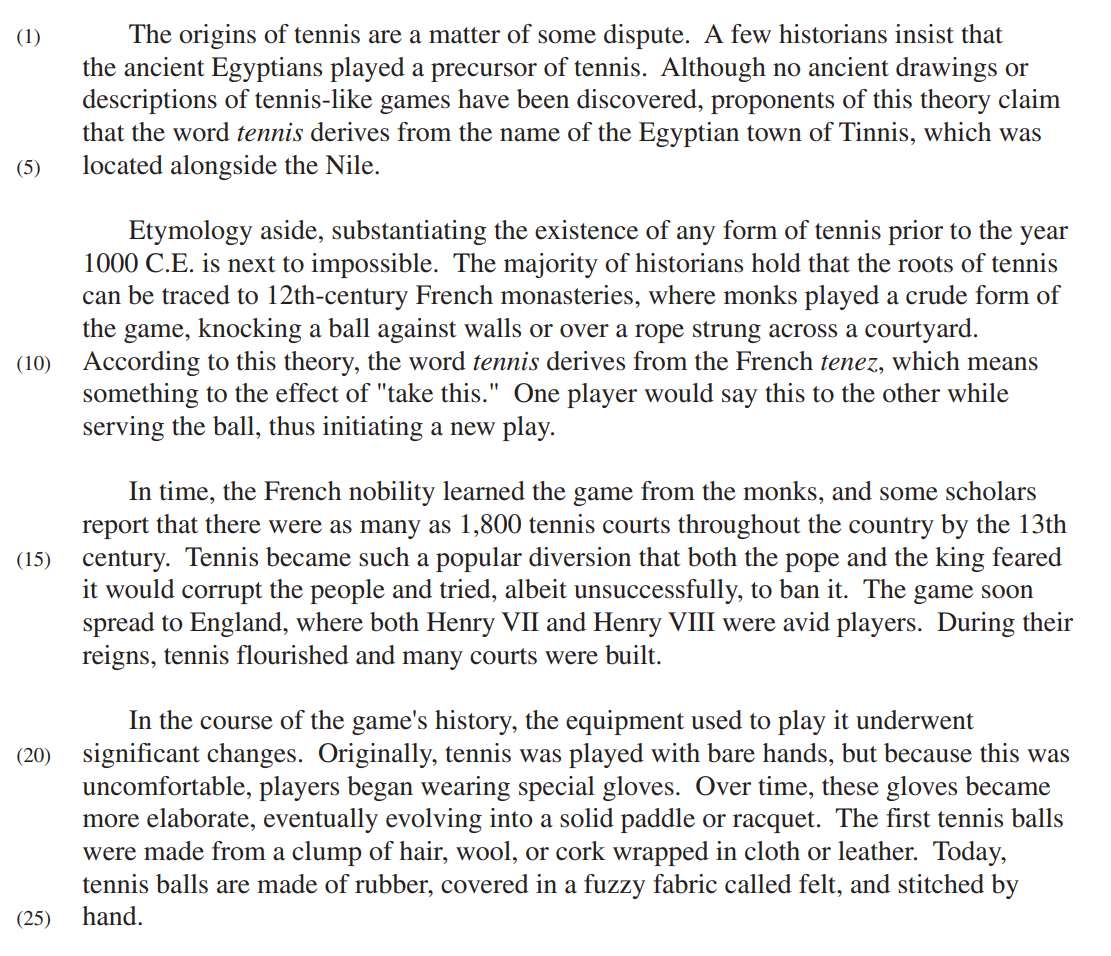 (1) The origins of tennis are a matter of some dispute. A few historians insist that
the ancient Egyptians played a precursor of tennis. Although no ancient drawings or
descriptions of tennis-like games have been discovered, proponents of this theory claim
that the word tennis derives from the name of the Egyptian town of Tinnis, which was
(5) located alongside the Nile.
Etymology aside, substantiating the existence of any form of tennis prior to the year
1000 C.E. is next to impossible. The majority of historians hold that the roots of tennis
can be traced to 12th-century French monasteries, where monks played a crude form of
the game, knocking a ball against walls or over a rope strung across a courtyard.
(10) According to this theory, the word tennis derives from the French tenez, which means
something to the effect of "take this." One player would say this to the other while
serving the ball, thus initiating a new play.
In time, the French nobility learned the game from the monks, and some scholars
report that there were as many as 1,800 tennis courts throughout the country by the 13th
(15) century. Tennis became such a popular diversion that both the pope and the king feared
it would corrupt the people and tried, albeit unsuccessfully, to ban it. The game soon
spread to England, where both Henry VII and Henry VIII were avid players. During their
reigns, tennis flourished and many courts were built.
In the course of the game's history, the equipment used to play it underwent
(20) significant changes. Originally, tennis was played with bare hands, but because this was
uncomfortable, players began wearing special gloves. Over time, these gloves became
more elaborate, eventually evolving into a solid paddle or racquet. The first tennis balls
were made from a clump of hair, wool, or cork wrapped in cloth or leather. Today,
tennis balls are made of rubber, covered in a fuzzy fabric called felt, and stitched by
(25) hand.